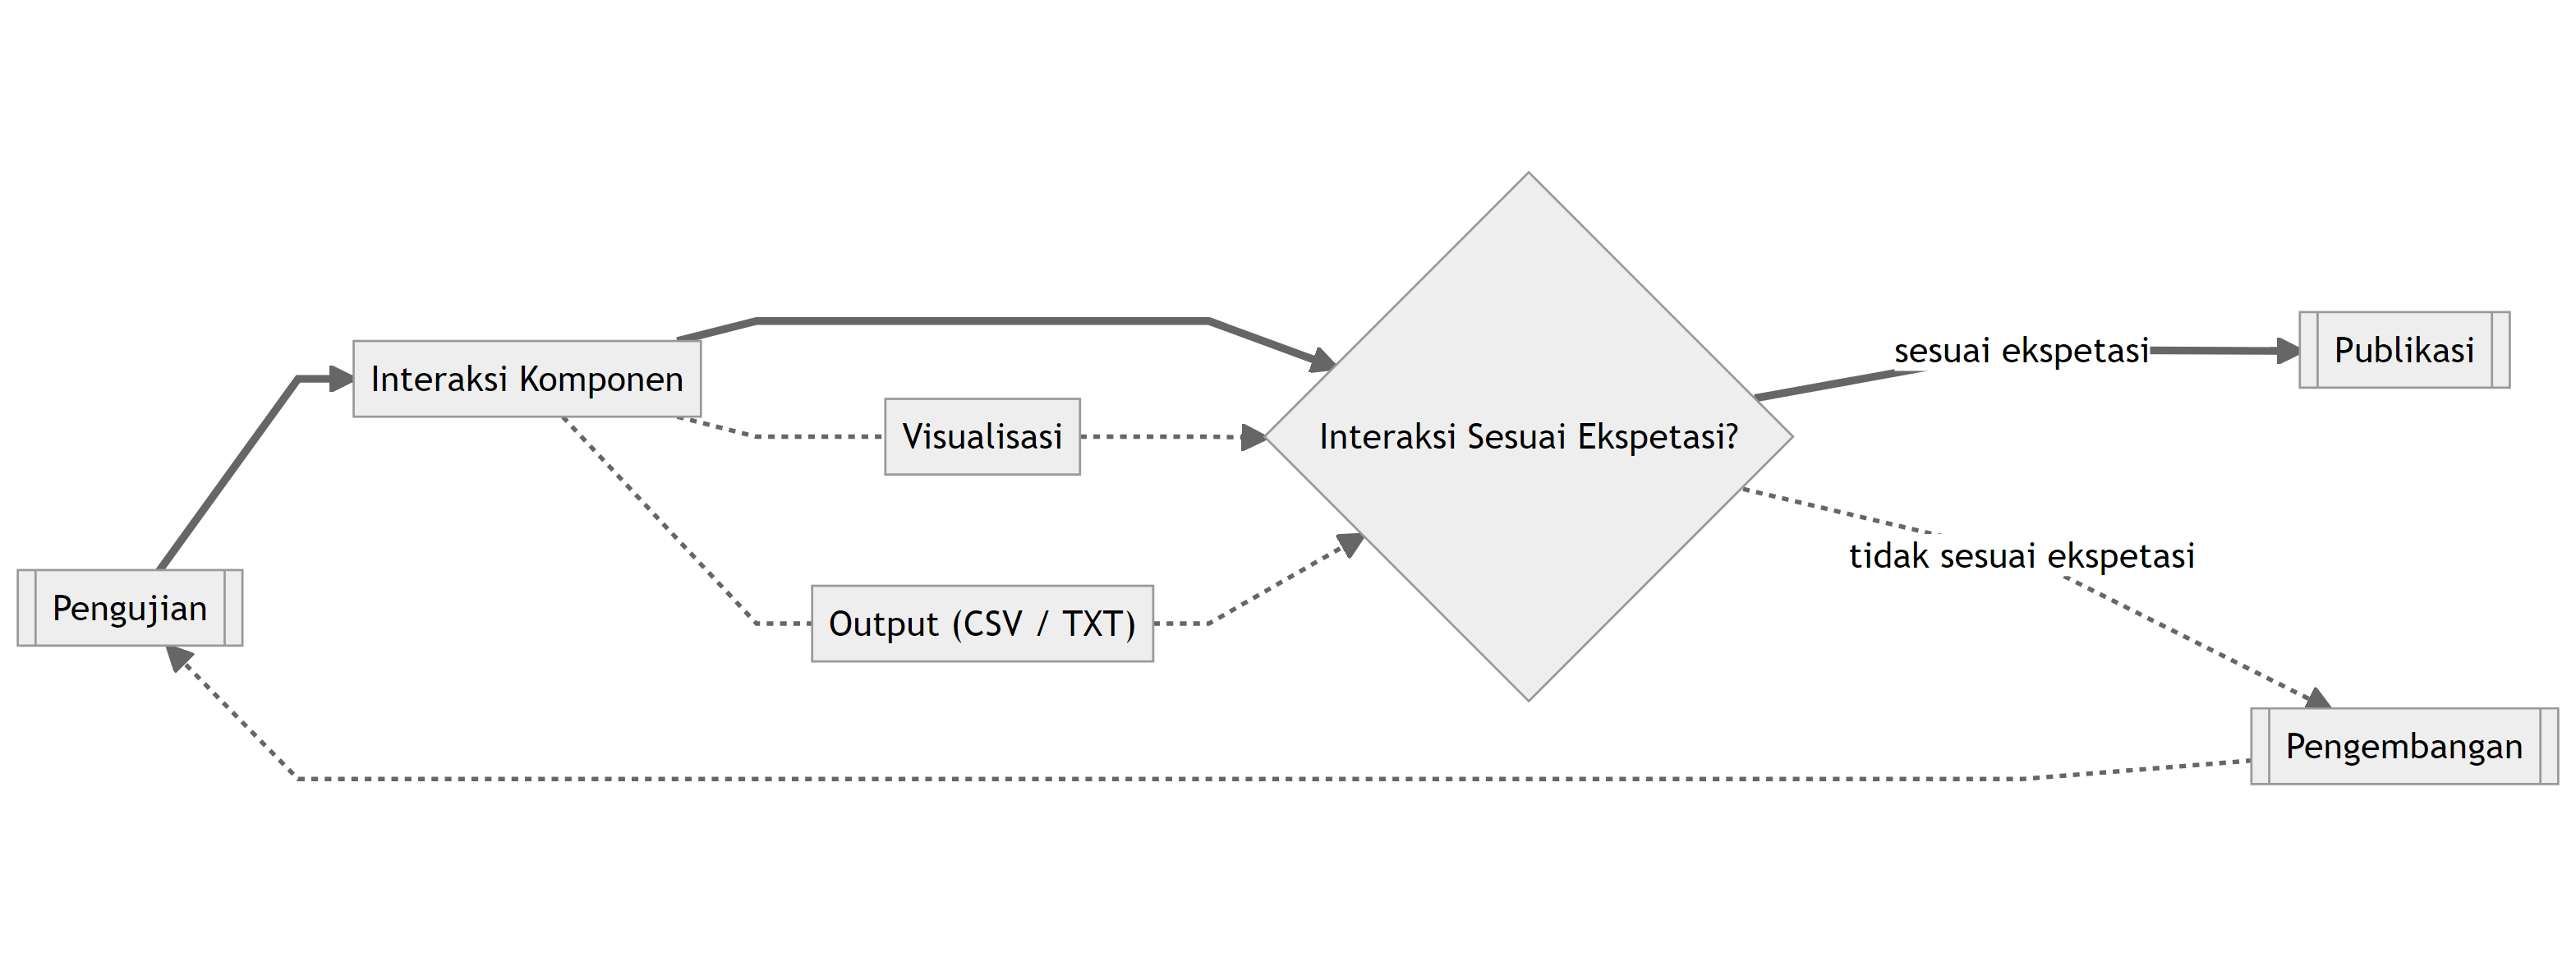 Pengujian
Interaksi Komponen
Visualisasi
Output (CSV / TXT)
Interaksi Sesuai Ekspetasi?
sesuai ekspetasi
tidak sesuai ekspetasi
Publikasi
Pengembangan